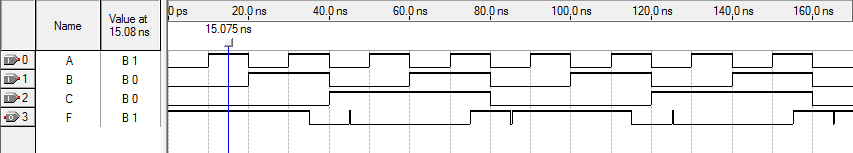 Name
Value at
15.08 ns
0 ps
20.0 ns
40.0 ns
60.0 ns
80.0 ns
100.0 ns
120.0 ns
140.0 ns
160.0 ns
15.075 ns
0 A B 1
1 B B 0
2 C B 0
3 F B 1